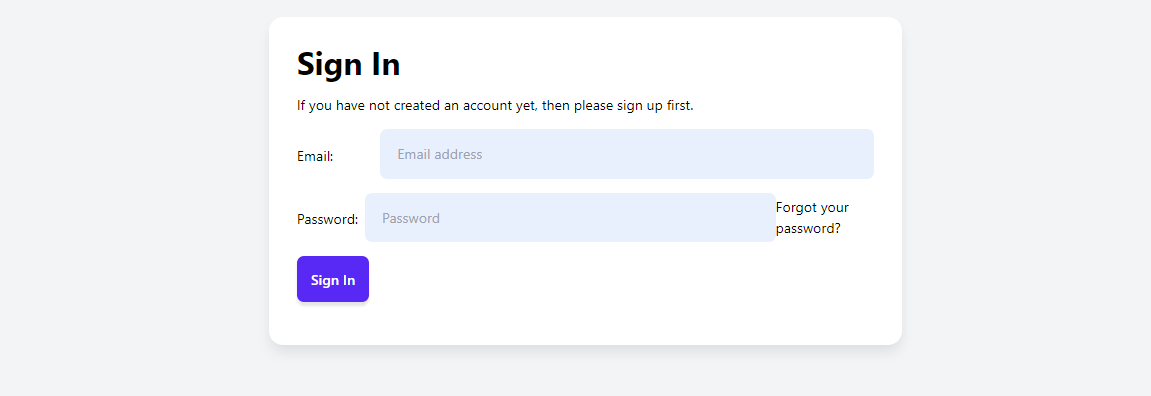 Sign In
If you have not created an account yet, then please sign up first.
Email:
Email address
Password:
Password
Forgot your
password?
Sign In